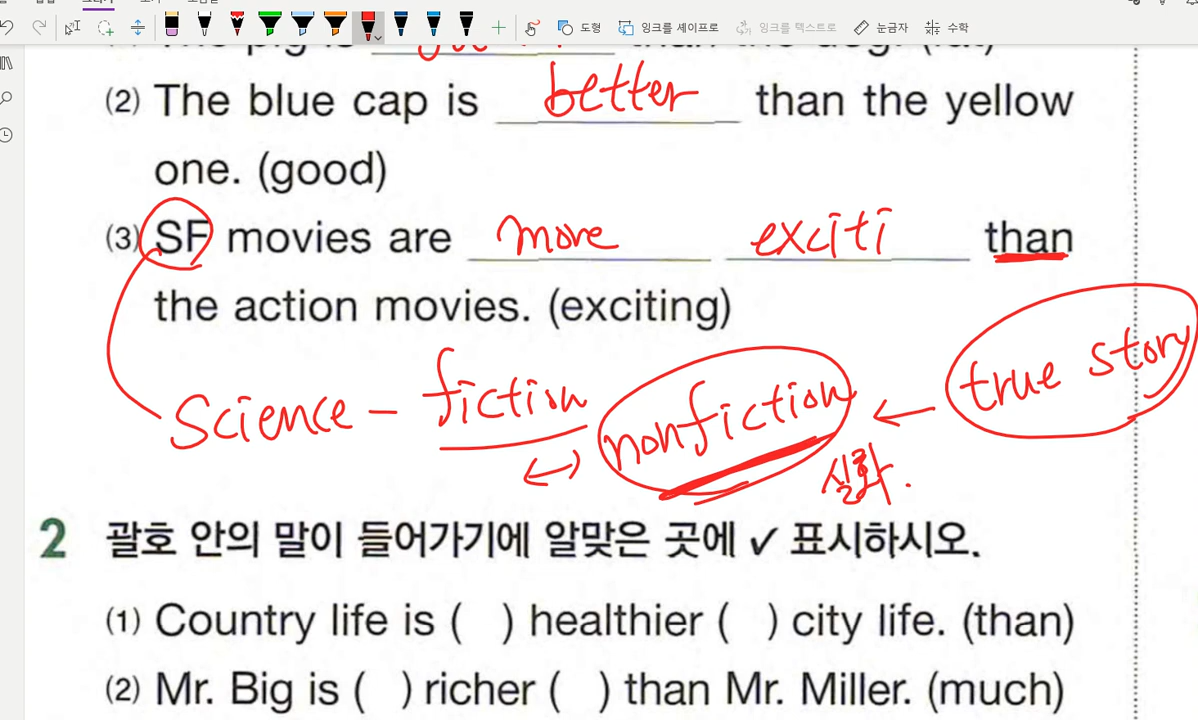 도형 잉크를 셰이프로 잉크를 텍스트로 눈금자 수학
than the dog. (fat)
(2) The blue cap is better than the yellow
one. (good)
(3) SF movies are more exciti than
the action movies. (exciting)
Science - fiction ↔ nonfiction ← true story
실화.
2 괄호 안의 말이 들어가기에 알맞은 곳에 ✓ 표시하시오.
(1) Country life is ( ) healthier ( ) city life. (than)
(2) Mr. Big is ( ) richer ( ) than Mr. Miller. (much)